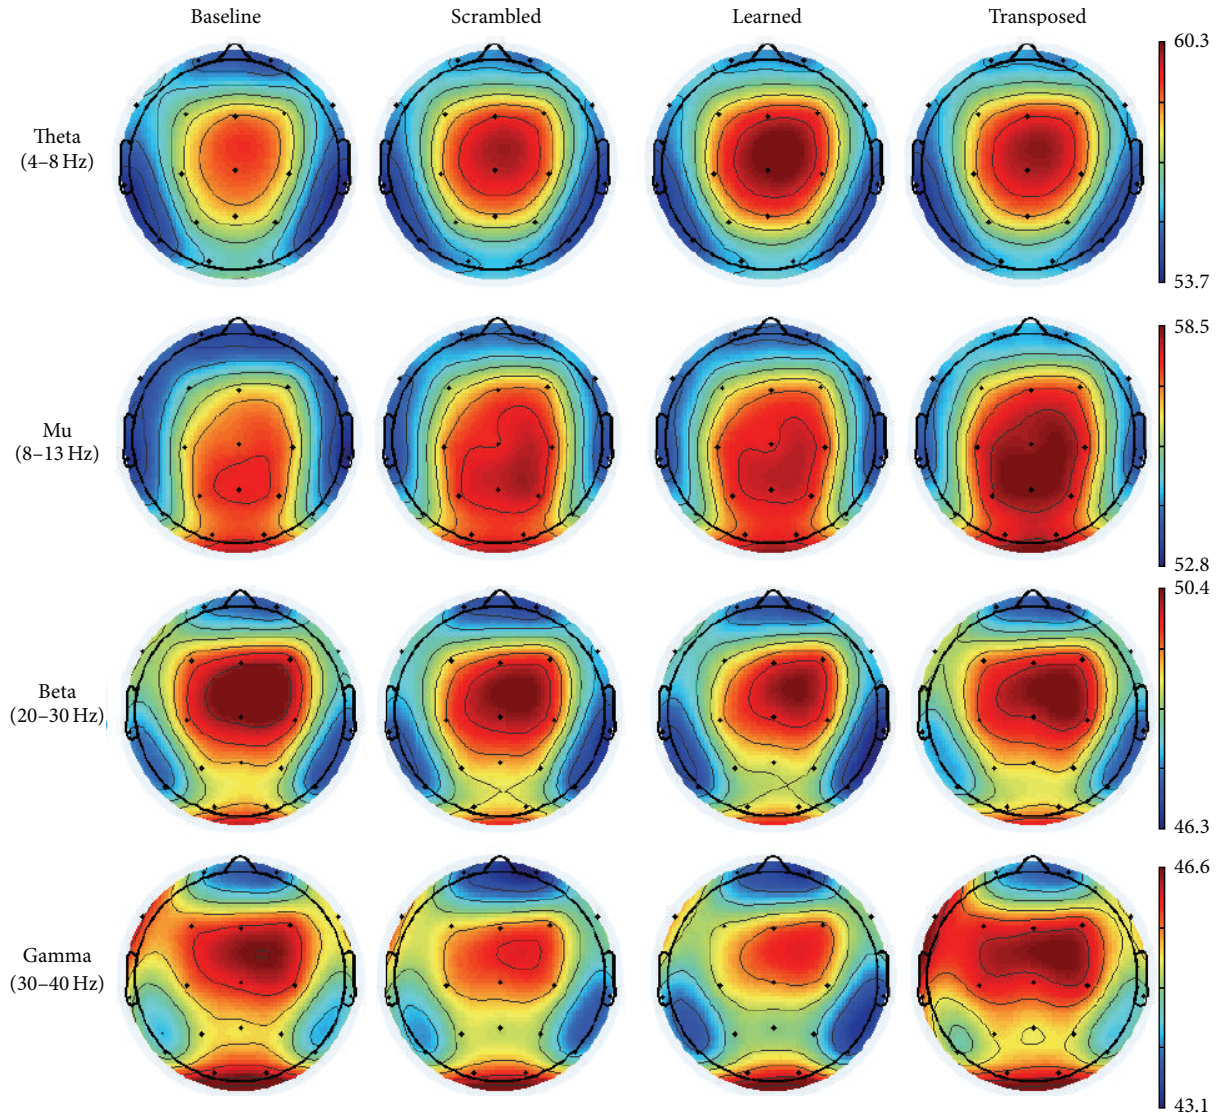 Baseline Scrambled Learned Transposed
60.3
Theta
(4–8 Hz)
53.7
58.5
Mu
(8–13 Hz)
52.8
50.4
Beta
(20–30 Hz)
46.3
46.6
Gamma
(30–40 Hz)
43.1